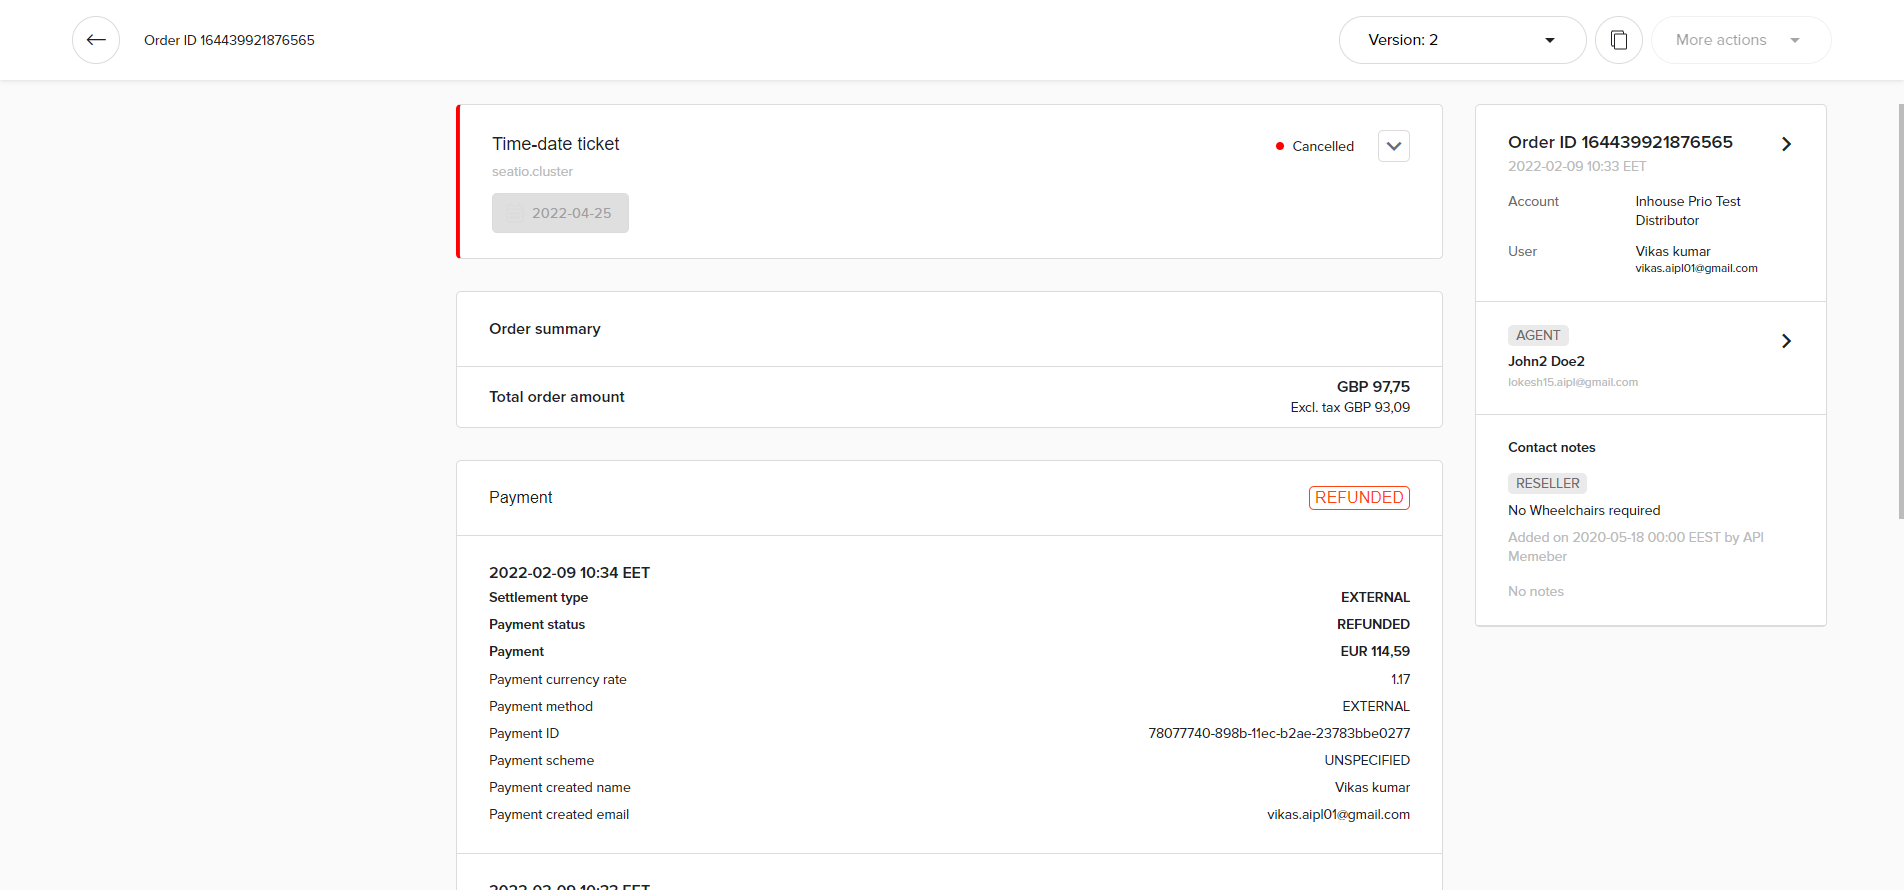 Order ID 164439921876565
Version: 2
More actions
Time-date ticket
Cancelled
seatio.cluster
2022-04-25
Order summary
Total order amount
GBP 97,75
Excl. tax GBP 93,09
Payment
REFUNDED
2022-02-09 10:34 EET
Settlement type
EXTERNAL
Payment status
REFUNDED
Payment
EUR 114,59
Payment currency rate
1.17
Payment method
EXTERNAL
Payment ID
78077740-898b-11ec-b2ae-23783bbe0277
Payment scheme
UNSPECIFIED
Payment created name
Vikas kumar
Payment created email
vikas.aipl01@gmail.com
2022-02-09 10:33 EET
Order ID 164439921876565
2022-02-09 10:33 EET
Account
Inhouse Prio Test
Distributor
User
Vikas kumar
vikas.aipl01@gmail.com
AGENT
John2 Doe2
lokesh15.aipl@gmail.com
Contact notes
RESELLER
No Wheelchairs required
Added on 2020-05-18 00:00 EEST by API
Memeber
No notes